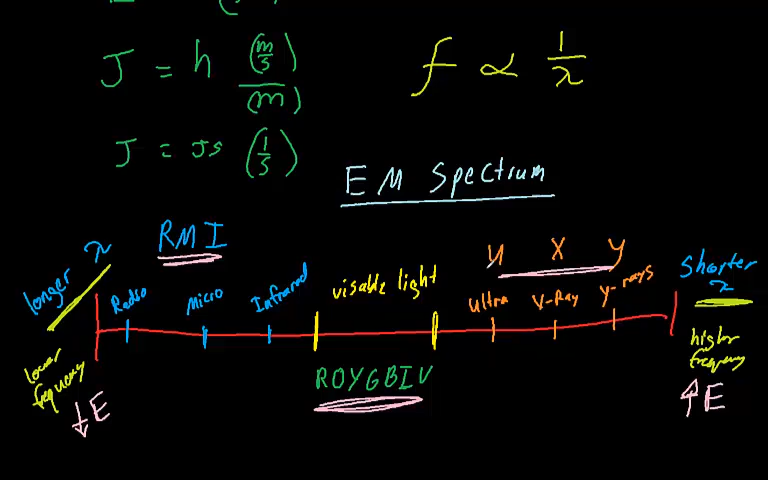 J = h (m/s)/(m)
f ∝ 1/λ
J = Js (1/s)
EM Spectrum
RMI
U X Y
longer λ
Radio
Micro
Infrared
visable light
ultra
X-Ray
y-rays
shorter λ
lower frequency
ROYGBIV
higher frequency
↓E
↑E